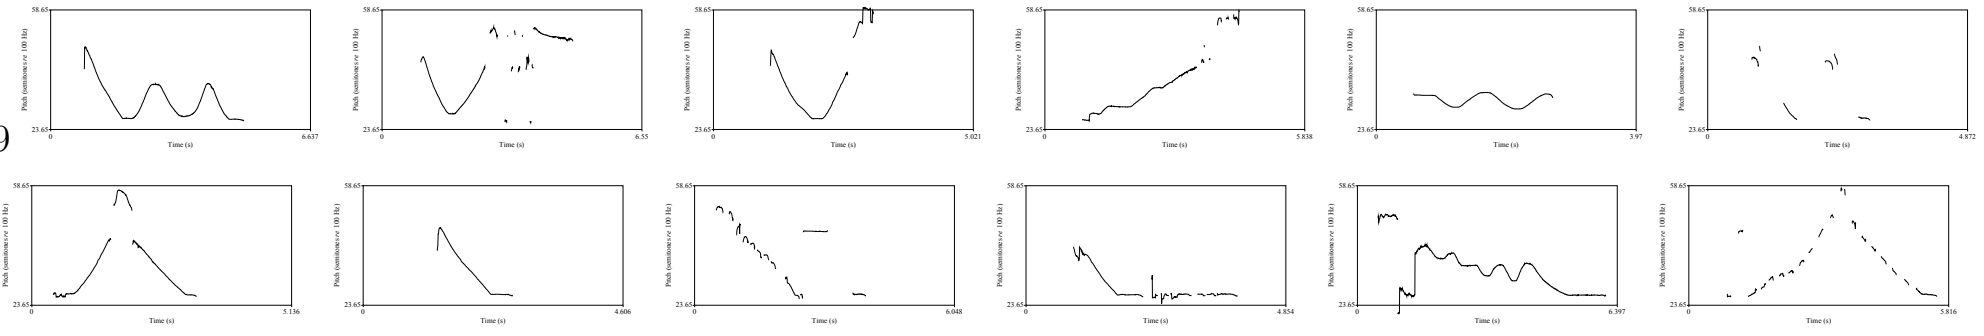 58.65 58.65 58.65 58.65 58.65 58.65
Pitch (semitones re 100 Hz) Pitch (semitones re 100 Hz) Pitch (semitones re 100 Hz) Pitch (semitones re 100 Hz) Pitch (semitones re 100 Hz) Pitch (semitones re 100 Hz)
9
23.65 23.65 23.65 23.65 23.65 23.65
0 6.637 0 6.55 0 5.021 0 5.838 0 3.97 0 4.872
Time (s) Time (s) Time (s) Time (s) Time (s) Time (s)
58.65 58.65 58.65 58.65 58.65 58.65
Pitch (semitones re 100 Hz) Pitch (semitones re 100 Hz) Pitch (semitones re 100 Hz) Pitch (semitones re 100 Hz) Pitch (semitones re 100 Hz) Pitch (semitones re 100 Hz)
23.65 23.65 23.65 23.65 23.65 23.65
0 5.136 0 4.606 0 6.048 0 4.854 0 6.397 0 5.816
Time (s) Time (s) Time (s) Time (s) Time (s) Time (s)